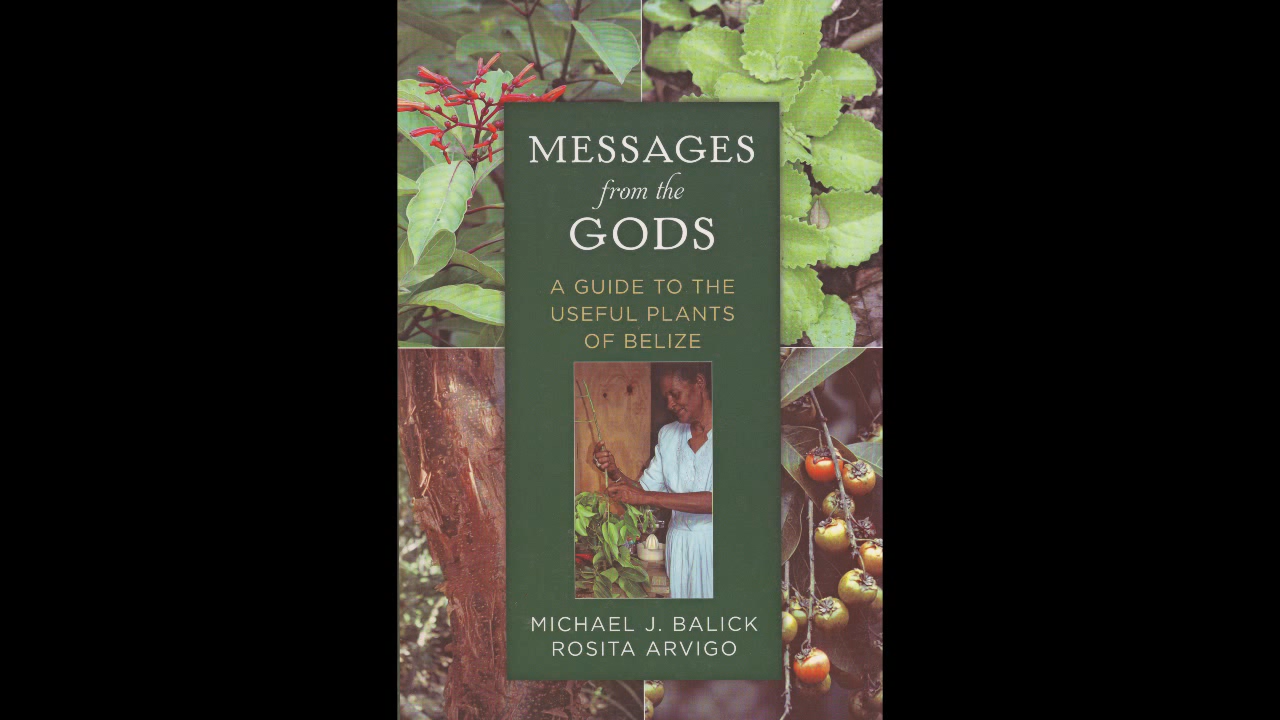 MESSAGES
from the
GODS
A GUIDE TO THE
USEFUL PLANTS
OF BELIZE
MICHAEL J. BALICK
ROSITA ARVIGO